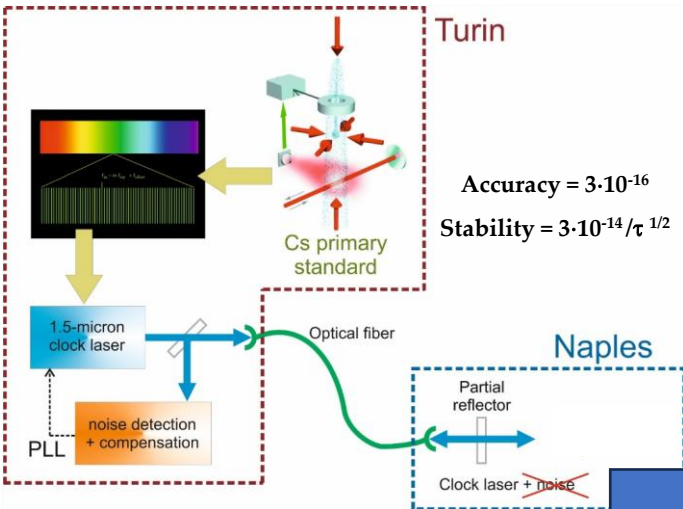 Turin
Accuracy = 3·10-16
Stability = 3·10-14/τ 1/2
Cs primary
standard
1.5-micron
clock laser
Optical fiber
noise detection
+ compensation
PLL
Naples
Partial
reflector
Clock laser + noise